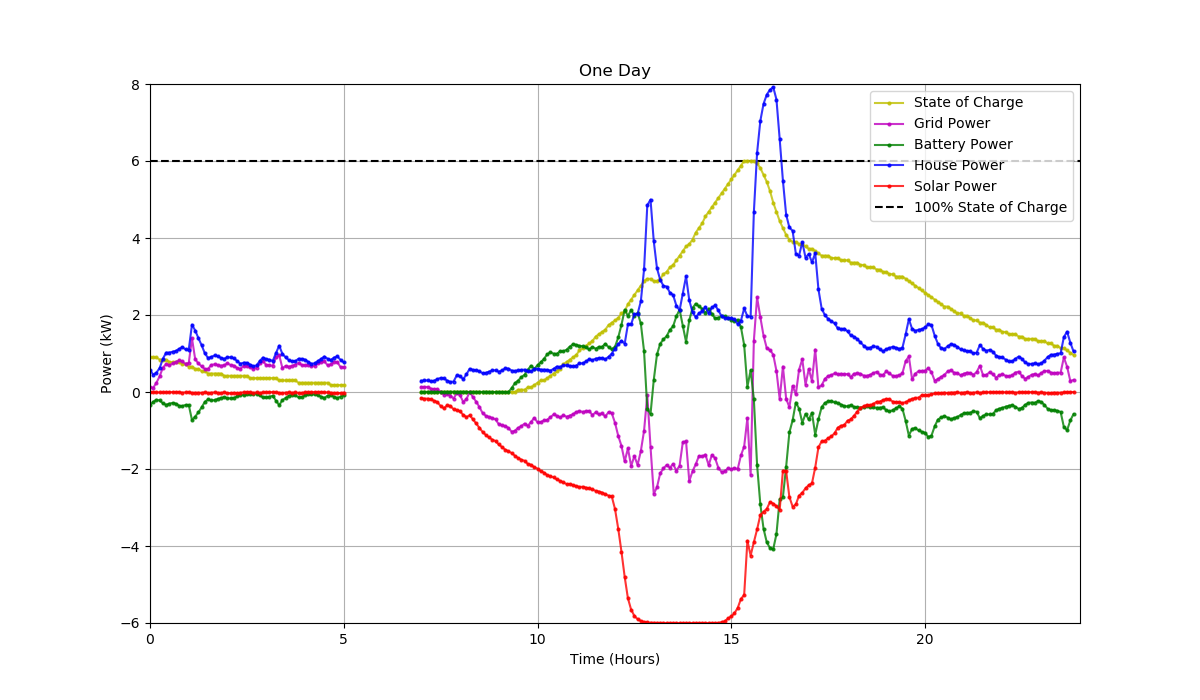 One Day
8
6
4
2
0
−2
−4
−6
Power (kW)
State of Charge
Grid Power
Battery Power
House Power
Solar Power
100% State of Charge
0 5 10 15 20
Time (Hours)